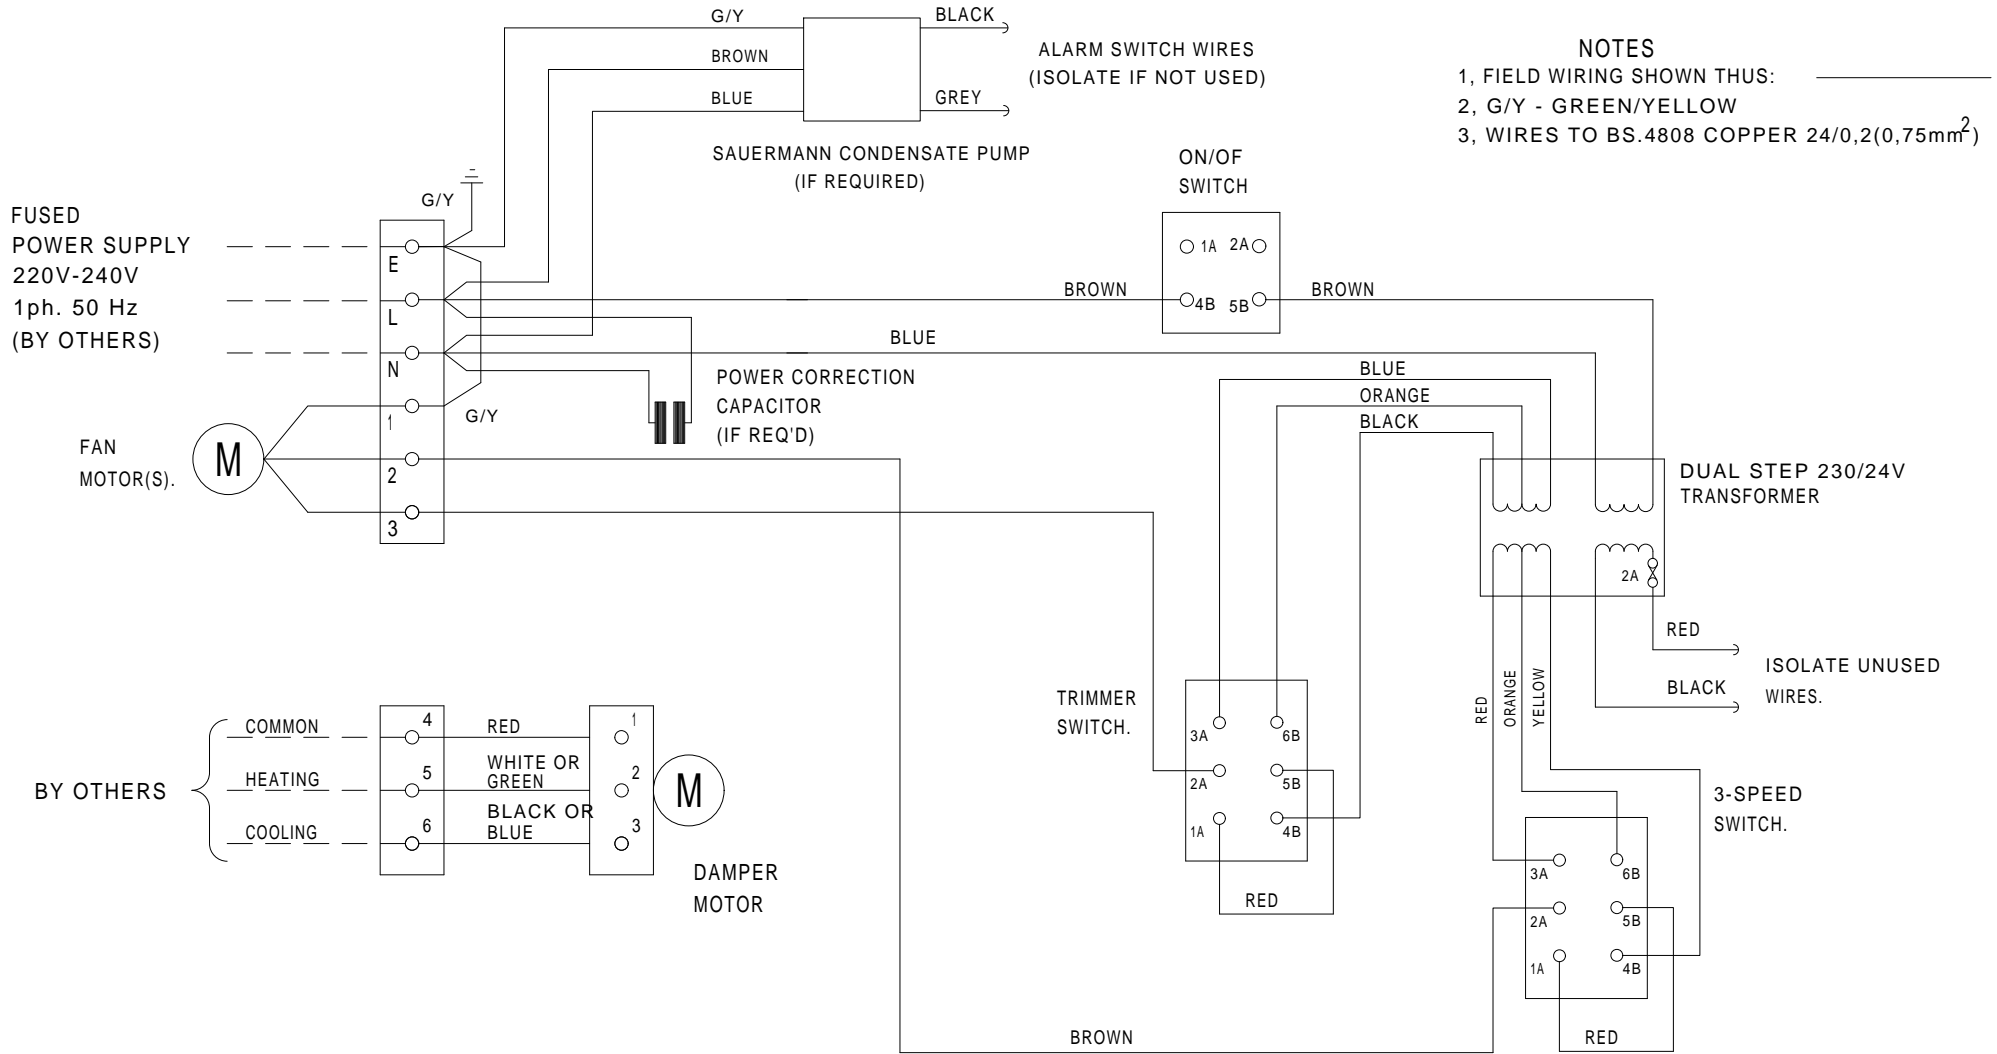 G/Y
BLACK
BROWN
BLUE
GREY
ALARM SWITCH WIRES
(ISOLATE IF NOT USED)
SAUERMANN CONDENSATE PUMP
(IF REQUIRED)
NOTES
1, FIELD WIRING SHOWN THUS:
2, G/Y - GREEN/YELLOW
3, WIRES TO BS.4808 COPPER 24/0,2(0,75mm2)
ON/OF
SWITCH
1A 2A
4B 5B
BROWN
BROWN
FUSED
POWER SUPPLY
220V-240V
1ph. 50 Hz
(BY OTHERS)
G/Y
E
L
N
1
2
3
G/Y
BLUE
POWER CORRECTION
CAPACITOR
(IF REQ'D)
FAN
MOTOR(S).
M
BLUE
ORANGE
BLACK
DUAL STEP 230/24V
TRANSFORMER
2A
RED
BLACK
ISOLATE UNUSED
WIRES.
RED
ORANGE
YELLOW
TRIMMER
SWITCH.
3A 6B
2A 5B
1A 4B
RED
3-SPEED
SWITCH.
3A 6B
2A 5B
1A 4B
RED
BROWN
BY OTHERS
COMMON
HEATING
COOLING
4
5
6
RED
WHITE OR
GREEN
BLACK OR
BLUE
1
2
3
M
DAMPER
MOTOR